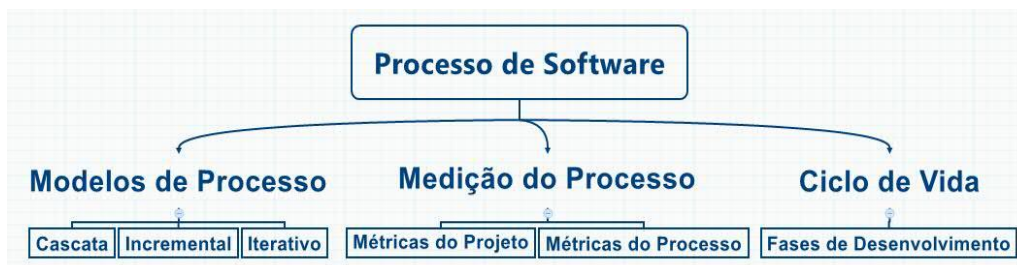 Processo de Software
Modelos de Processo
Medição do Processo
Ciclo de Vida
Cascata
Incremental
Iterativo
Métricas do Projeto
Métricas do Processo
Fases de Desenvolvimento